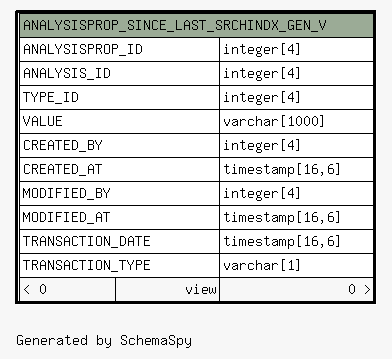 ANALYSISPROP_SINCE_LAST_SRCHINDX_GEN_V
ANALYSISPROP_ID integer[4]
ANALYSIS_ID integer[4]
TYPE_ID integer[4]
VALUE varchar[1000]
CREATED_BY integer[4]
CREATED_AT timestamp[16,6]
MODIFIED_BY integer[4]
MODIFIED_AT timestamp[16,6]
TRANSACTION_DATE timestamp[16,6]
TRANSACTION_TYPE varchar[1]
< 0 view 0 >
Generated by SchemaSpy